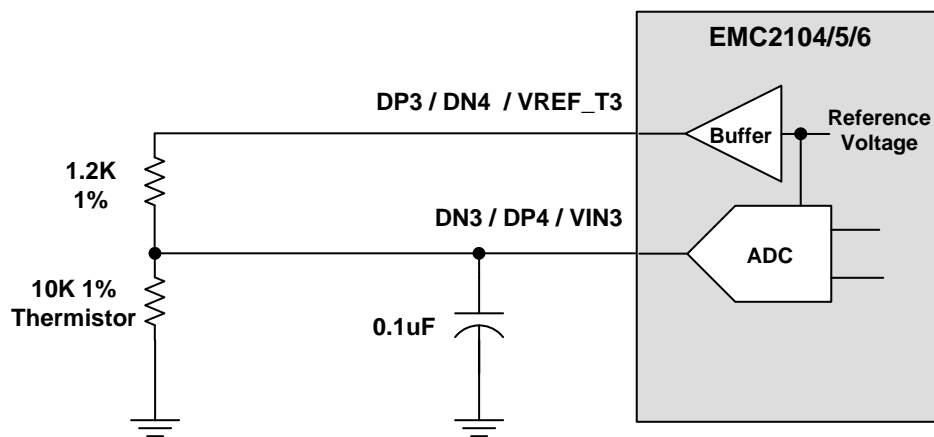 EMC2104/5/6
DP3 / DN4 / VREF_T3
Buffer
Reference
Voltage
1.2K
1%
DN3 / DP4 / VIN3
ADC
10K 1%
Thermistor
0.1uF